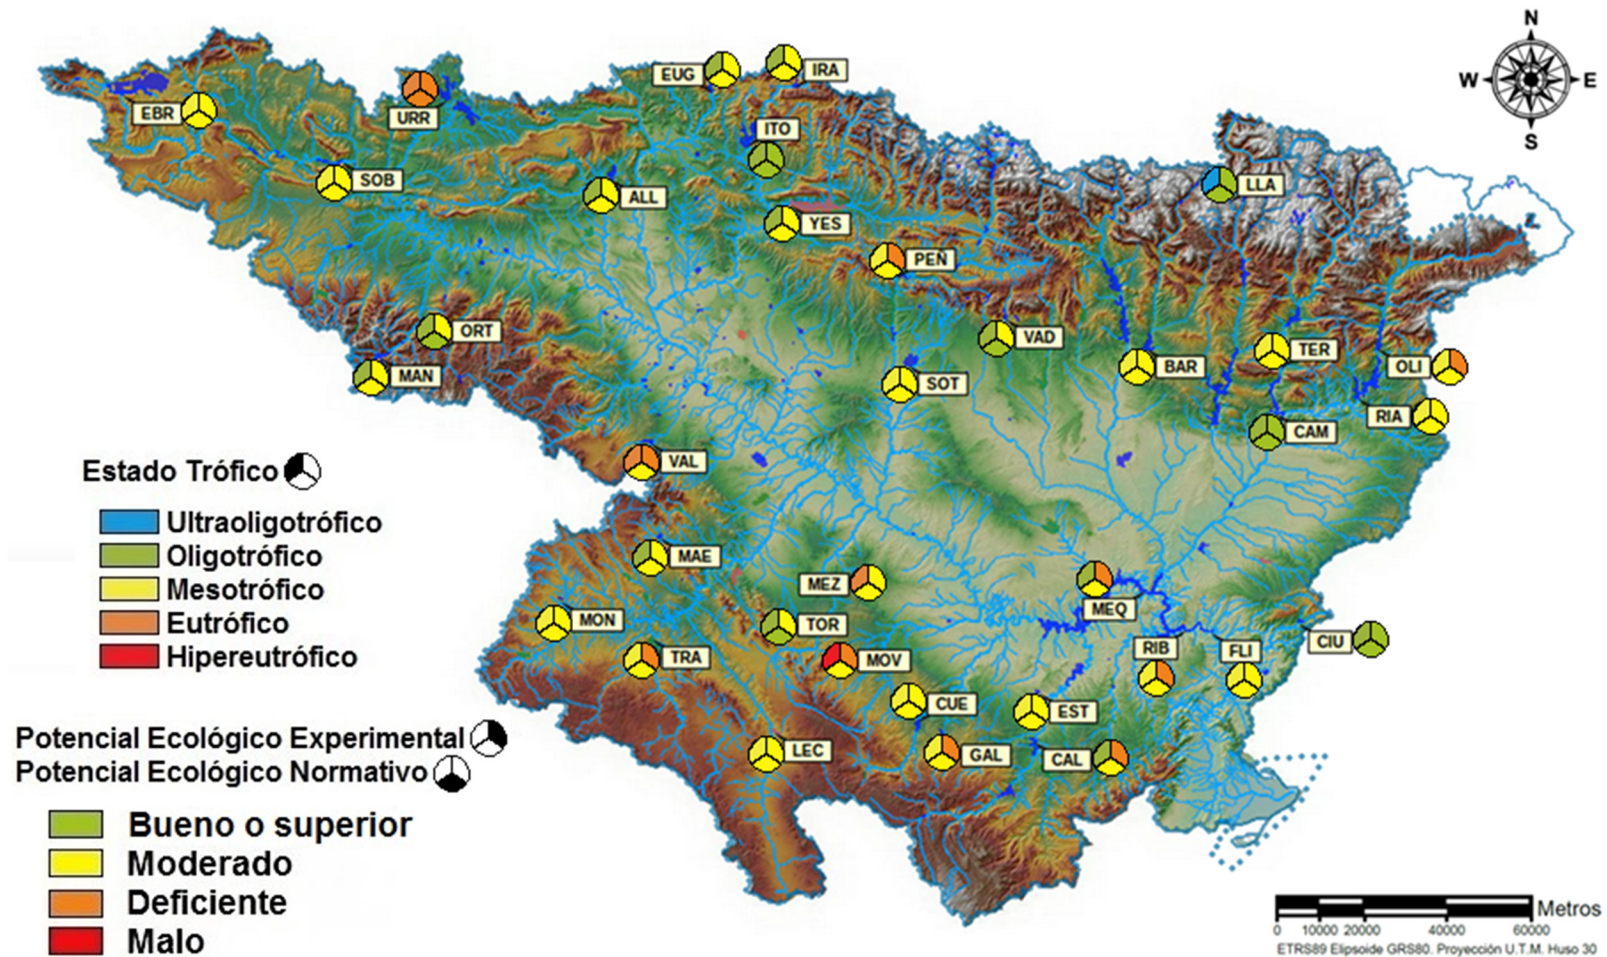 N
W E
S
EUG
IRA
EBR
URR
ITO
SOB
ALL
LLA
YES
PEÑ
ORT
VAD
MAN
SOT
BAR
TER
OLI
RIA
CAM
VAL
Estado Trófico
Ultraoligotrófico
Oligotrófico
Mesotrófico
Eutrófico
Hipereutrófico
MAE
MEZ
MEQ
MON
TOR
CIU
TRA
MOV
RIB
FLI
CUE
EST
LEC
GAL
CAL
Potencial Ecológico Experimental
Potencial Ecológico Normativo
Bueno o superior
Moderado
Deficiente
Malo
Metros
0 10000 20000 40000 60000
ETRS89 Elipsoide GRS80. Proyección U.T.M. Huso 30